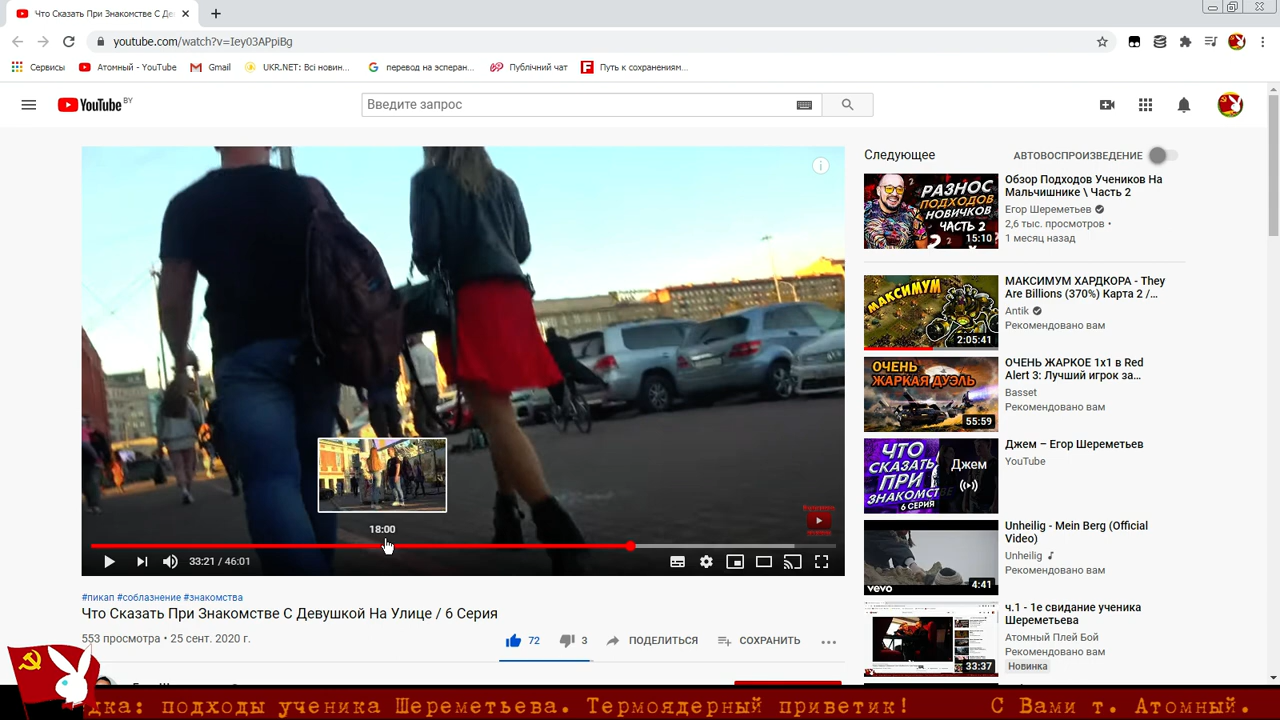 Что Сказать При Знакомстве С Де
youtube.com/watch?v=Iey03APpiBg
Сервисы
Атомный - YouTube
Gmail
UKR.NET: Всі новин...
перевод на эсперан...
Публічний чат
Путь к сохранениям...
YouTube BY
Введите запрос
Следующее
АВТОВОСПРОИЗВЕДЕНИЕ
РАЗНОС
ПОДХОДОВ
НОВИЧКОВ
ЧАСТЬ 2
15:10
Обзор Подходов Учеников На
Мальчишнике \ Часть 2
Егор Шереметьев
2,6 тыс. просмотров •
1 месяц назад
МАКСИМУМ
2:05:41
МАКСИМУМ ХАРДКОРА - They
Are Billions (370%) Карта 2 /...
Antik
Рекомендовано вам
ОЧЕНЬ
ЖАРКАЯ ДУЭЛЬ
55:59
ОЧЕНЬ ЖАРКОЕ 1x1 в Red
Alert 3: Лучший игрок за...
Basset
Рекомендовано вам
ЧТО
СКАЗАТЬ
ПРИ
ЗНАКОМСТВЕ
6 СЕРИЯ
Джем
Джем – Егор Шереметьев
YouTube
vevo
4:41
Unheilig - Mein Berg (Official
Video)
Unheilig
Рекомендовано вам
33:37
ч.1 - 1е свидание ученика
Шереметьева
Атомный Плей Бой
Рекомендовано вам
Новинка
18:00
33:21 / 46:01
#пикап #соблазнение #знакомства
Что Сказать При Знакомстве С Девушкой На Улице / 6 Серия
553 просмотра • 25 сент. 2020 г.
72
3
ПОДЕЛИТЬСЯ
СОХРАНИТЬ
дка: подходы ученика Шереметьева. Термоядерный приветик! С Вами т. Атомный.